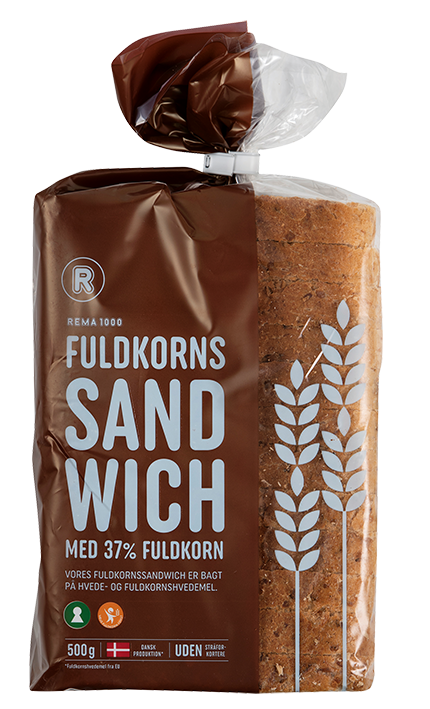 R
REMA 1000
FULDKORNS
SAND
WICH
MED 37% FULDKORN
VORES FULDKORNSSANDWICH ER BAGT
PÅ HVEDE- OG FULDKORNSHVEDEMEL.
500g
DANSK
PRODUKTION*
UDEN STRÅFOR-
KORTERE
*Fuldkornshvedemel fra EU